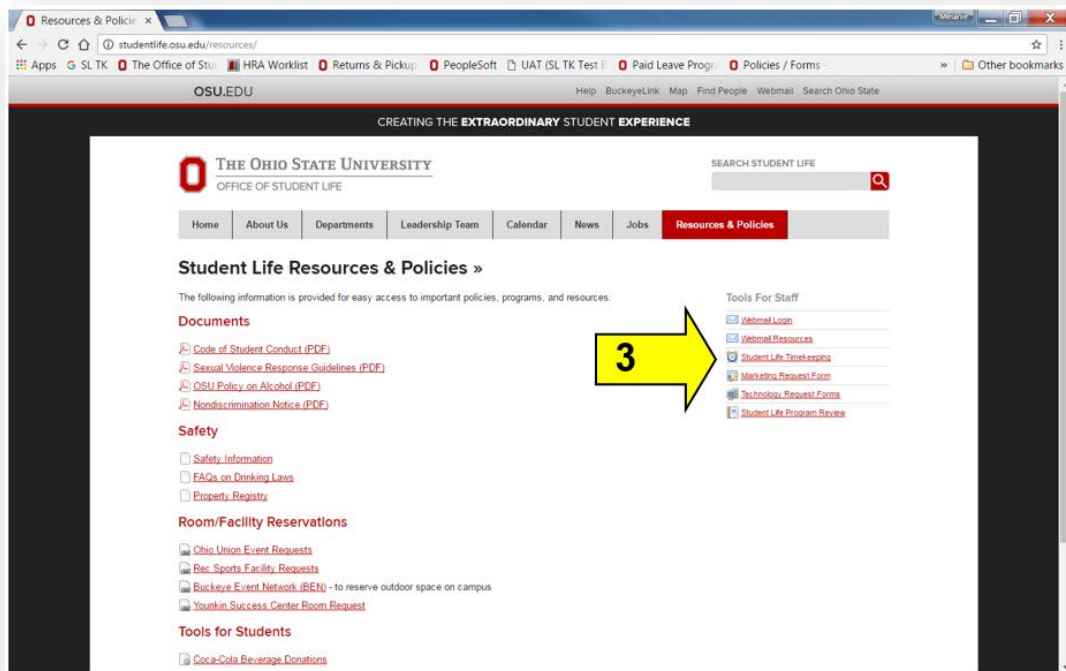 Resources & Policie
Melanie
studentlife.osu.edu/resources/
Apps
SL TK
The Office of Stu
HRA Worklist
Returns & Pickup
PeopleSoft
UAT (SL TK Test E
Paid Leave Progr
Policies / Forms -
»
Other bookmarks
OSU.EDU
Help BuckeyeLink Map Find People Webmail Search Ohio State
CREATING THE EXTRAORDINARY STUDENT EXPERIENCE
THE OHIO STATE UNIVERSITY
OFFICE OF STUDENT LIFE
SEARCH STUDENT LIFE
Home
About Us
Departments
Leadership Team
Calendar
News
Jobs
Resources & Policies
Student Life Resources & Policies »
The following information is provided for easy access to important policies, programs, and resources.
Documents
Code of Student Conduct (PDF)
Sexual Violence Response Guidelines (PDF)
OSU Policy on Alcohol (PDF)
Nondiscrimination Notice (PDF)
Safety
Safety Information
FAQs on Drinking Laws
Property Registry
Room/Facility Reservations
Ohio Union Event Requests
Rec Sports Facility Requests
Buckeye Event Network (BEN) - to reserve outdoor space on campus
Younkin Success Center Room Request
Tools for Students
Coca-Cola Beverage Donations
3
Tools For Staff
Webmail Login
Webmail Resources
Student Life Timekeeping
Marketing Request Form
Technology Request Forms
Student Life Program Review